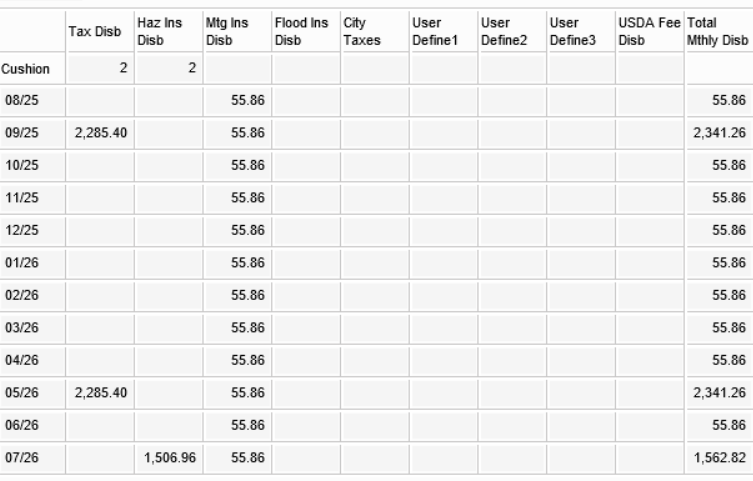 Tax Disb Haz Ins Disb Mtg Ins Disb Flood Ins Disb City Taxes User Define1 User Define2 User Define3 USDA Fee Disb Total Mthly Disb
Cushion 2 2
08/25 55.86 55.86
09/25 2,285.40 55.86 2,341.26
10/25 55.86 55.86
11/25 55.86 55.86
12/25 55.86 55.86
01/26 55.86 55.86
02/26 55.86 55.86
03/26 55.86 55.86
04/26 55.86 55.86
05/26 2,285.40 55.86 2,341.26
06/26 55.86 55.86
07/26 1,506.96 55.86 1,562.82